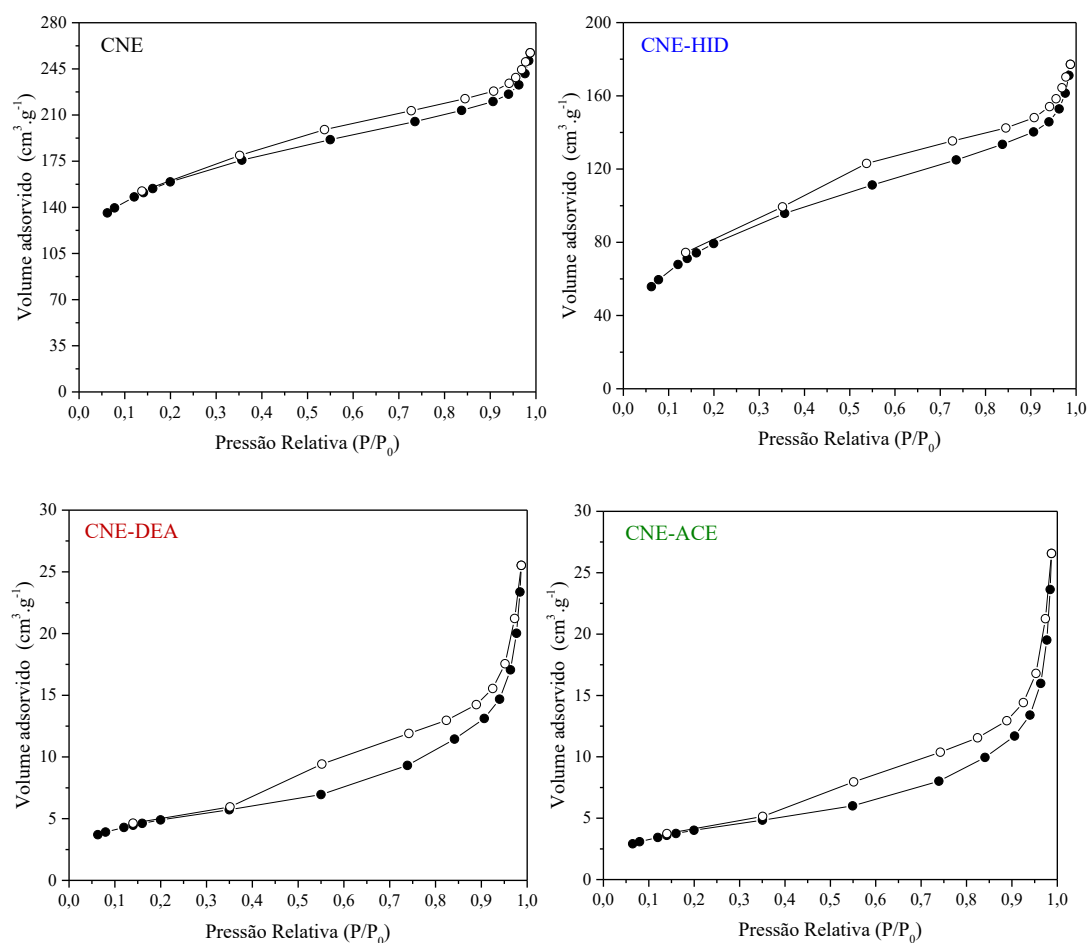 CNE
Volume adsorvido (cm³.g⁻¹)
280
245
210
175
140
105
70
35
0
0,0 0,1 0,2 0,3 0,4 0,5 0,6 0,7 0,8 0,9 1,0
Pressão Relativa (P/P₀)
CNE-HID
Volume adsorvido (cm³.g⁻¹)
200
160
120
80
40
0
0,0 0,1 0,2 0,3 0,4 0,5 0,6 0,7 0,8 0,9 1,0
Pressão Relativa (P/P₀)
CNE-DEA
Volume adsorvido (cm³.g⁻¹)
30
25
20
15
10
5
0
0,0 0,1 0,2 0,3 0,4 0,5 0,6 0,7 0,8 0,9 1,0
Pressão Relativa (P/P₀)
CNE-ACE
Volume adsorvido (cm³.g⁻¹)
30
25
20
15
10
5
0
0,0 0,1 0,2 0,3 0,4 0,5 0,6 0,7 0,8 0,9 1,0
Pressão Relativa (P/P₀)